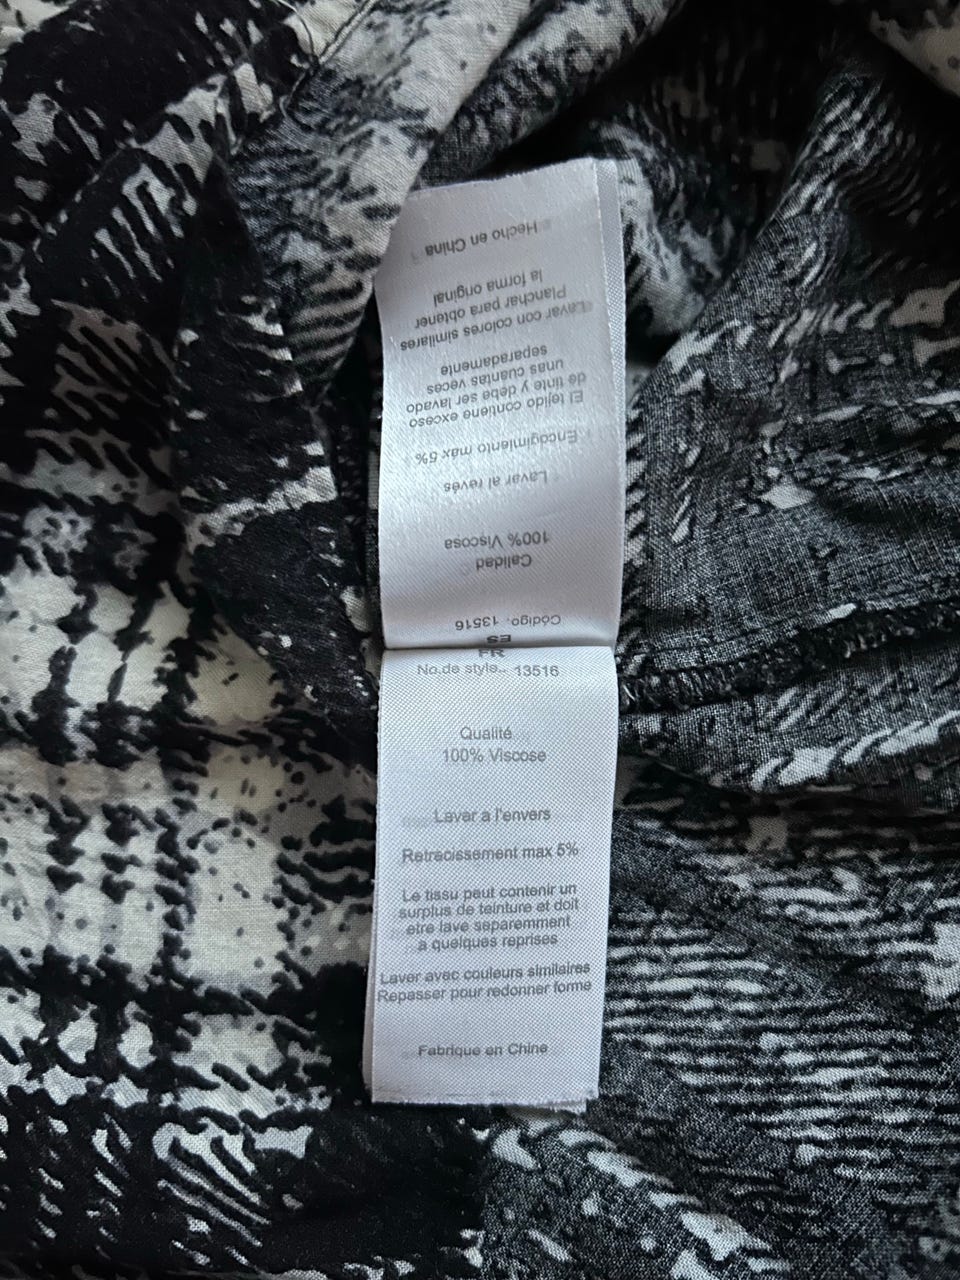 FR
No.de style.. 13516
Qualité
100% Viscose
Laver a l'envers
Retracissement max 5%
Le tissu peut contenir un
surplus de teinture et doit
etre lave separemment
a quelques reprises
Laver avec couleurs similaires
Repasser pour redonner forme
Fabrique en Chine
ES
Código. 13516
Calidad
100% Viscosa
Lavar al revés
Encogimiento max 5%
El tejido contiene exceso
de tinte y debe ser lavado
unas cuántas veces
separadamente
Lavar con colores similares
Planchar para obtener
la forma original
Hecho en China